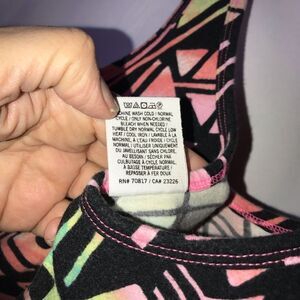 MACHINE WASH COLD / NORMAL
CYCLE / ONLY NON-CHLORINE
BLEACH WHEN NEEDED /
TUMBLE DRY NORMAL CYCLE LOW
HEAT / COOL IRON / LAVABLE À LA
MACHINE / À L'EAU FROIDE / CYCLE
NORMAL / UTILISER UNIQUEMENT
DU JAVELLISANT SANS CHLORE,
AU BESOIN / SÉCHER PAR
CULBUTAGE À CYCLE NORMAL,
À BASSE TEMPÉRATURE /
REPASSER À FER DOUX
RN# 70817 / CA# 23226